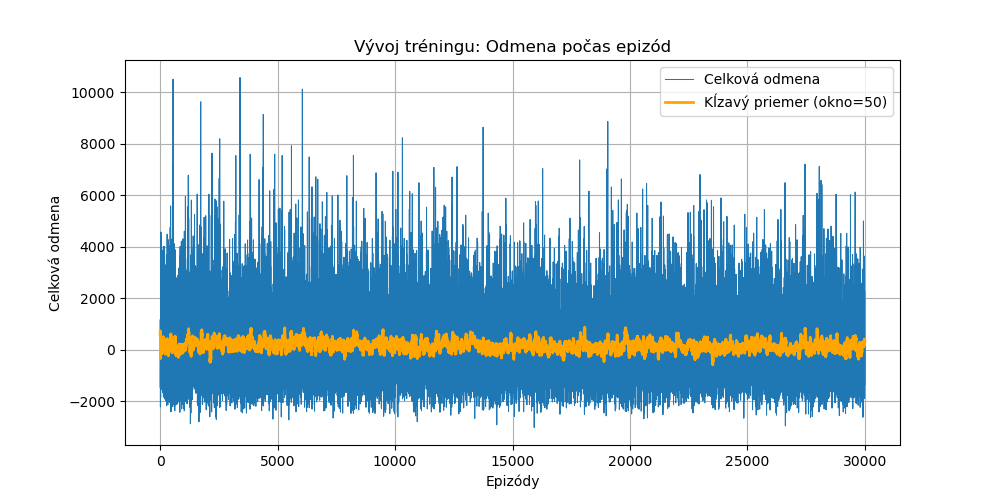 Vývoj tréningu: Odmena počas epizód
Celková odmena
Kĺzavý priemer (okno=50)
10000
8000
6000
4000
2000
0
−2000
Celková odmena
0
5000
10000
15000
20000
25000
30000
Epizódy